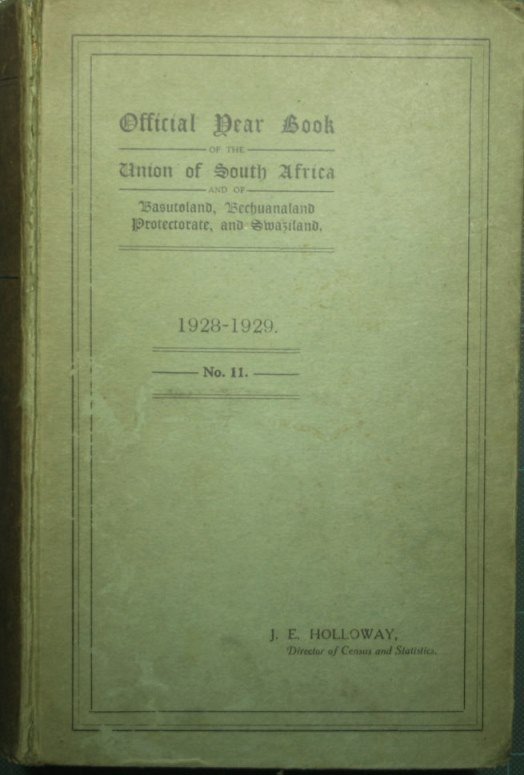 Official Year Book
OF THE
Union of South Africa
AND OF
Basutoland, Bechuanaland
Protectorate, and Swaziland.
1928-1929.
No. 11.
J. E. HOLLOWAY,
Director of Census and Statistics.